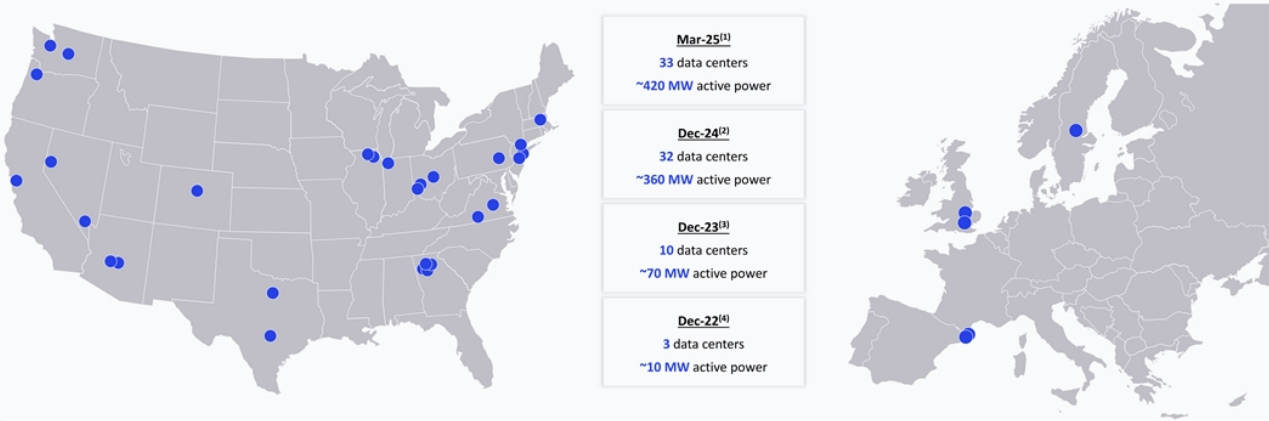 Mar-25(1)
33 data centers
~420 MW active power
Dec-24(2)
32 data centers
~360 MW active power
Dec-23(3)
10 data centers
~70 MW active power
Dec-22(4)
3 data centers
~10 MW active power